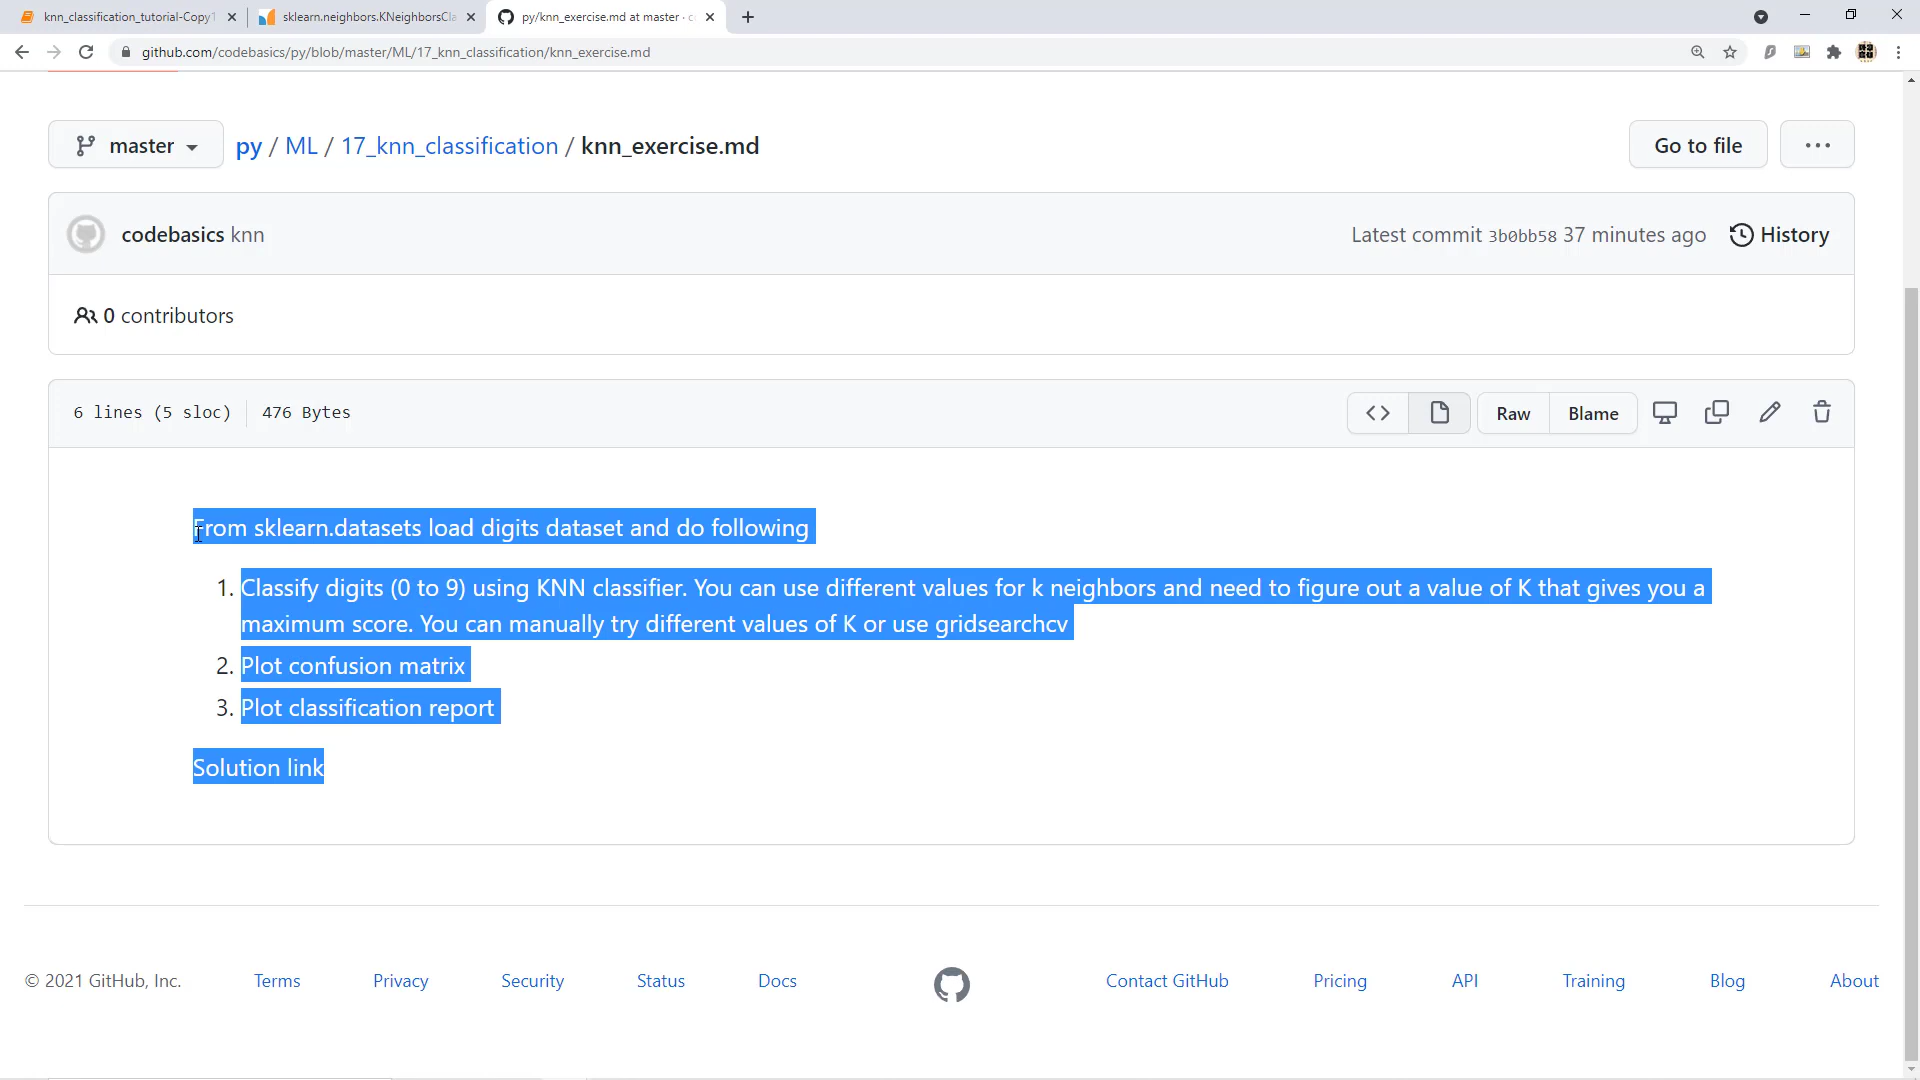 knn_classification_tutorial-Copy1
sklearn.neighbors.KNeighborsCla
py/knn_exercise.md at master · c
github.com/codebasics/py/blob/master/ML/17_knn_classification/knn_exercise.md
master
py / ML / 17_knn_classification / knn_exercise.md
Go to file
codebasics knn
Latest commit 3b0bb58 37 minutes ago
History
0 contributors
6 lines (5 sloc)
476 Bytes
Raw
Blame
From sklearn.datasets load digits dataset and do following
1. Classify digits (0 to 9) using KNN classifier. You can use different values for k neighbors and need to figure out a value of K that gives you a
maximum score. You can manually try different values of K or use gridsearchcv
2. Plot confusion matrix
3. Plot classification report
Solution link
© 2021 GitHub, Inc.
Terms
Privacy
Security
Status
Docs
Contact GitHub
Pricing
API
Training
Blog
About